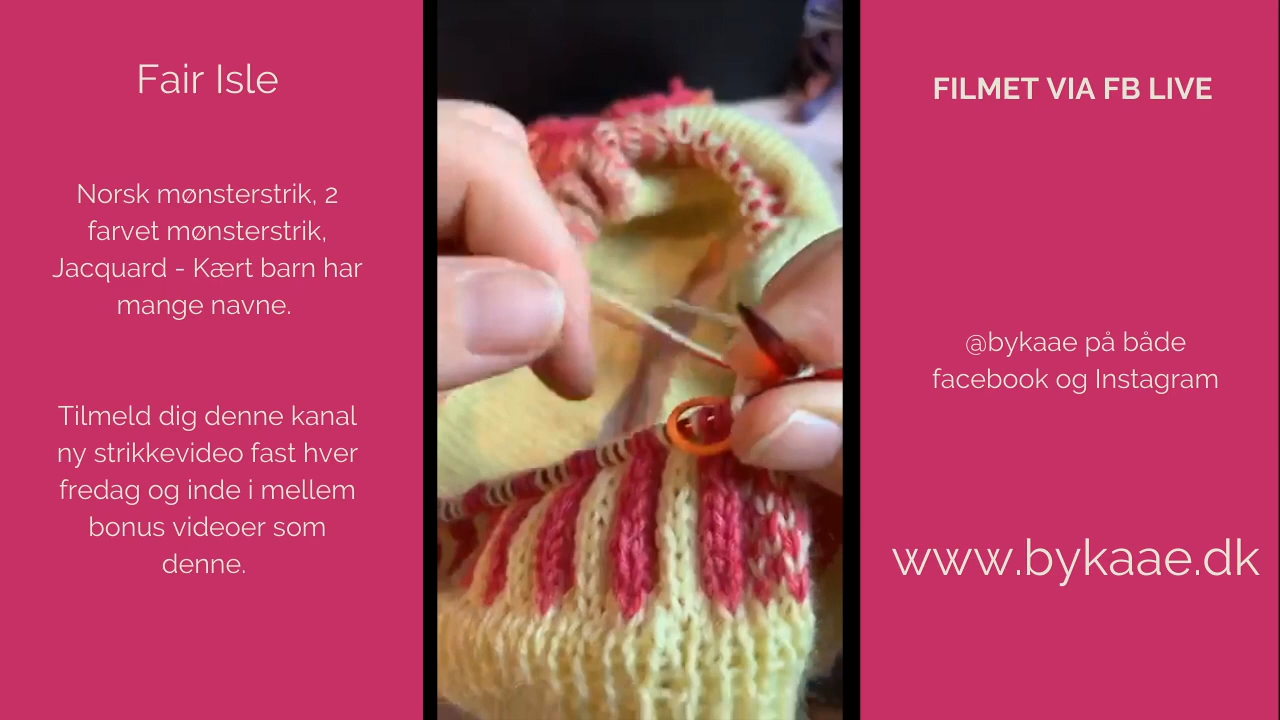 Fair Isle
Norsk mønsterstrik, 2
farvet mønsterstrik,
Jacquard - Kært barn har
mange navne.
Tilmeld dig denne kanal
ny strikkevideo fast hver
fredag og inde i mellem
bonus videoer som
denne.
FILMET VIA FB LIVE
@bykaae på både
facebook og Instagram
www.bykaae.dk